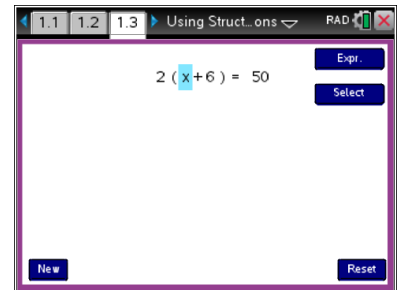 1.1 1.2 1.3 Using Struct...ons RAD
Expr.
2 ( x + 6 ) = 50
Select
New Reset